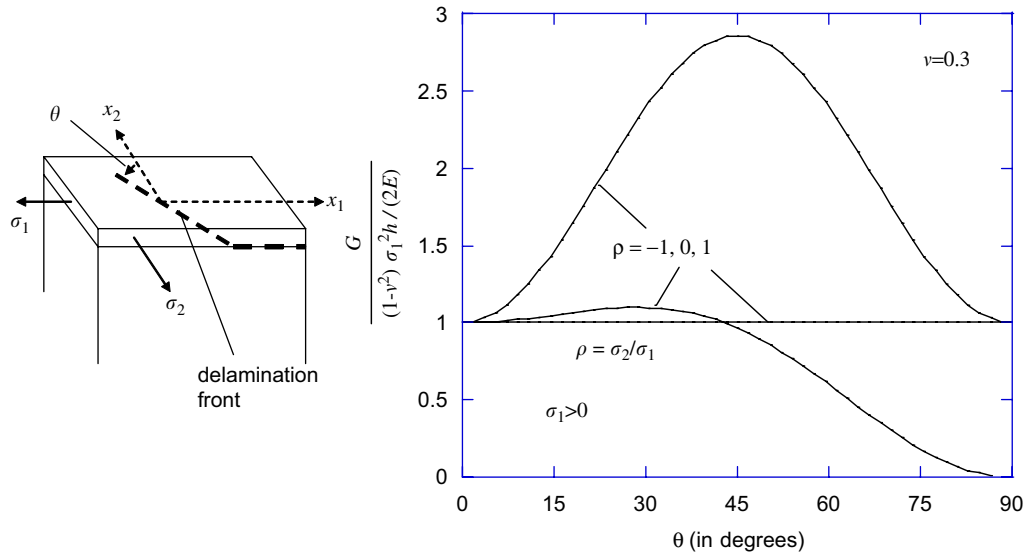 θ
x₂
x₁
σ₁
σ₂
delamination
front
G
(1-ν²) σ₁²h / (2E)
3
2.5
2
1.5
1
0.5
0
ν=0.3
ρ = −1, 0, 1
ρ = σ₂/σ₁
σ₁>0
0 15 30 45 60 75 90
θ (in degrees)